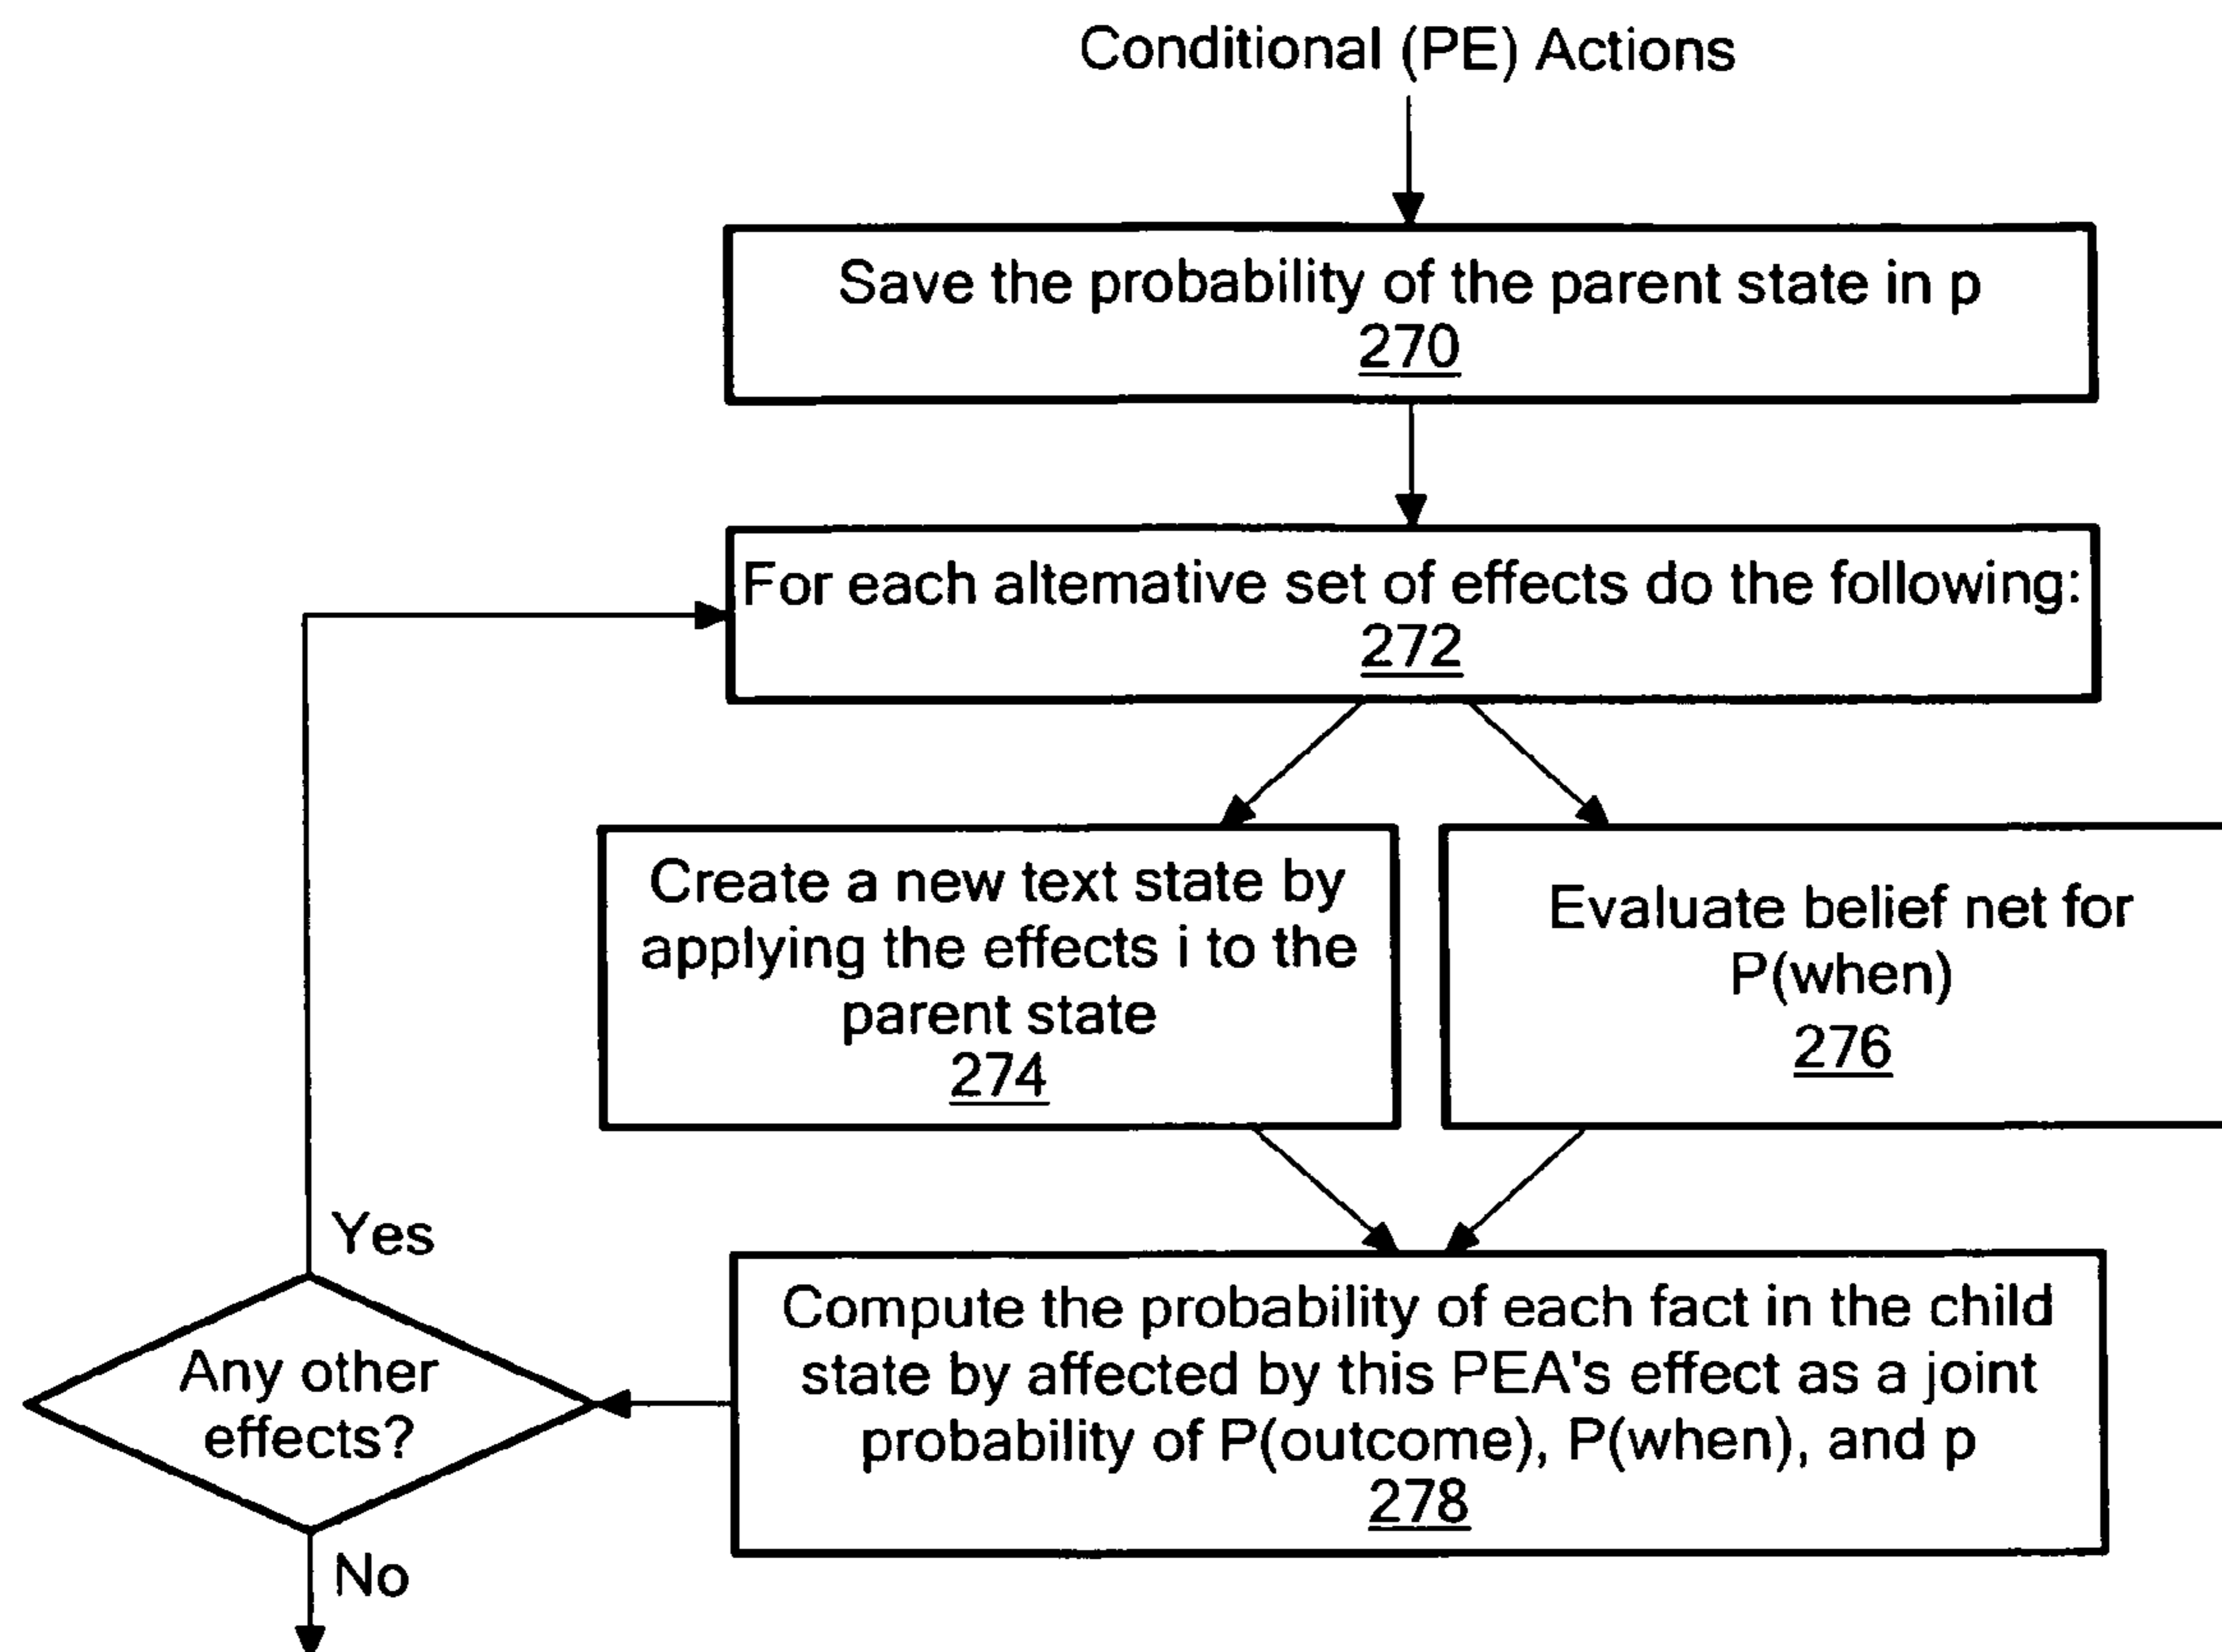 Conditional (PE) Actions
Save the probability of the parent state in p
270
For each alternative set of effects do the following:
272
Create a new text state by
applying the effects i to the
parent state
274
Evaluate belief net for
P(when)
276
Yes
Compute the probability of each fact in the child
state by affected by this PEA's effect as a joint
probability of P(outcome), P(when), and p
278
Any other
effects?
No